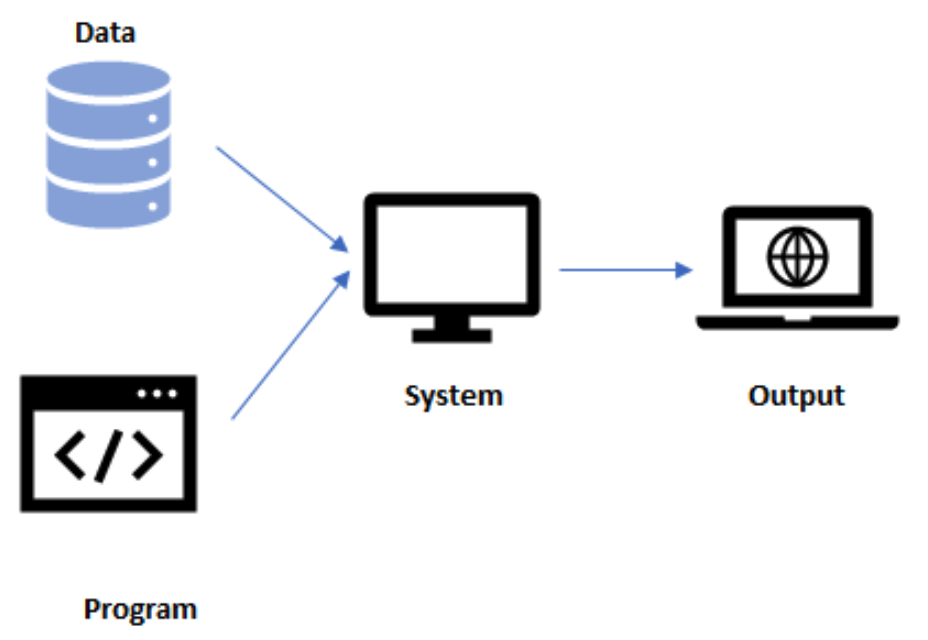 Data
System
Output
</>
Program